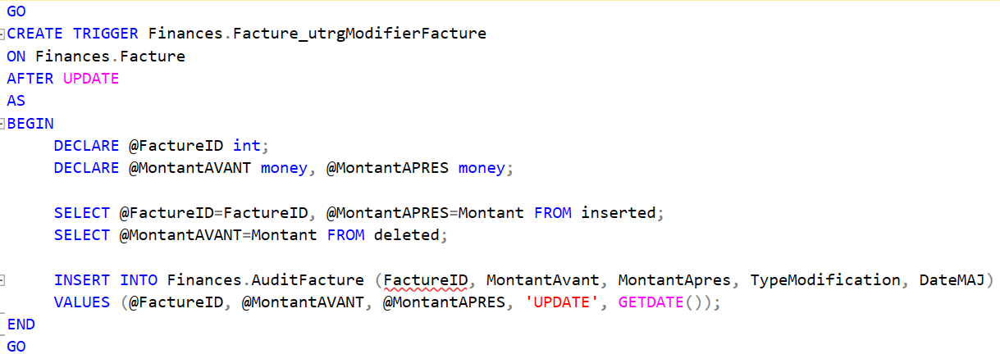 GO
CREATE TRIGGER Finances.Facture_utrgModifierFacture
ON Finances.Facture
AFTER UPDATE
AS
BEGIN
DECLARE @FactureID int;
DECLARE @MontantAVANT money, @MontantAPRES money;
SELECT @FactureID=FactureID, @MontantAPRES=Montant FROM inserted;
SELECT @MontantAVANT=Montant FROM deleted;
INSERT INTO Finances.AuditFacture (FactureID, MontantAvant, MontantApres, TypeModification, DateMAJ)
VALUES (@FactureID, @MontantAVANT, @MontantAPRES, 'UPDATE', GETDATE());
END
GO